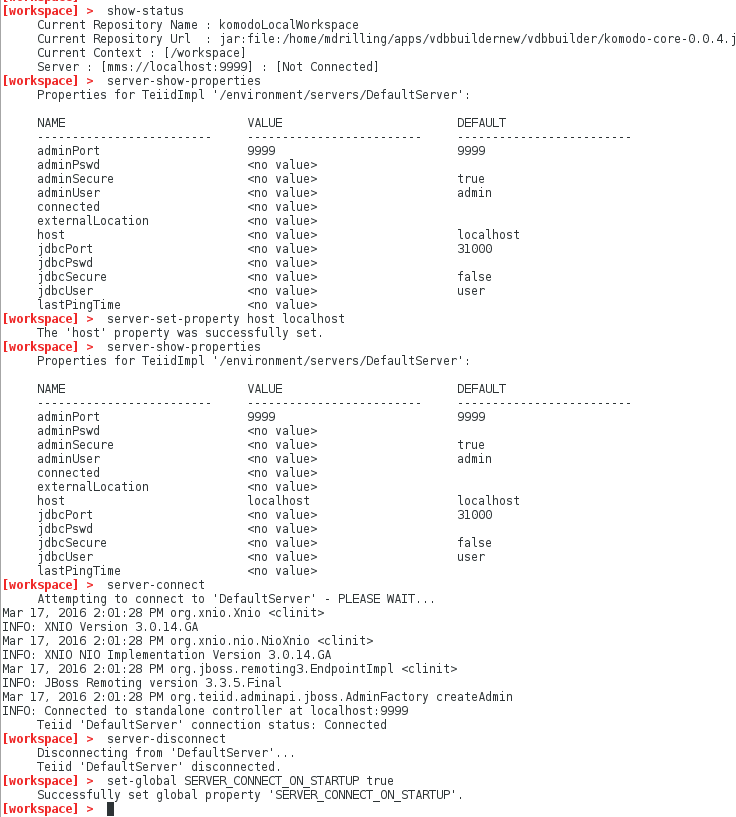 [workspace] >  show-status
     Current Repository Name : komodoLocalWorkspace
     Current Repository Url  : jar:file:/home/mdrilling/apps/vdbbuildernew/vdbbuilder/komodo-core-0.0.4.j
     Current Context : [/workspace]
     Server : [mms://localhost:9999] : [Not Connected]
[workspace] >  server-show-properties
     Properties for TeiidImpl '/environment/servers/DefaultServer':
     NAME                          VALUE                         DEFAULT
     -------------------------     -------------------------     -------------------------
     adminPort                     9999                          9999
     adminPswd                     <no value>
     adminSecure                   <no value>                    true
     adminUser                     <no value>                    admin
     connected                     <no value>
     externalLocation              <no value>
     host                          <no value>                    localhost
     jdbcPort                      <no value>                    31000
     jdbcPswd                      <no value>
     jdbcSecure                    <no value>                    false
     jdbcUser                      <no value>                    user
     lastPingTime                  <no value>
[workspace] >  server-set-property host localhost
     The 'host' property was successfully set.
[workspace] >  server-show-properties
     Properties for TeiidImpl '/environment/servers/DefaultServer':
     NAME                          VALUE                         DEFAULT
     -------------------------     -------------------------     -------------------------
     adminPort                     9999                          9999
     adminPswd                     <no value>
     adminSecure                   <no value>                    true
     adminUser                     <no value>                    admin
     connected                     <no value>
     externalLocation              <no value>
     host                          localhost                     localhost
     jdbcPort                      <no value>                    31000
     jdbcPswd                      <no value>
     jdbcSecure                    <no value>                    false
     jdbcUser                      <no value>                    user
     lastPingTime                  <no value>
[workspace] >  server-connect
     Attempting to connect to 'DefaultServer' - PLEASE WAIT...
Mar 17, 2016 2:01:28 PM org.xnio.Xnio <clinit>
INFO: XNIO Version 3.0.14.GA
Mar 17, 2016 2:01:28 PM org.xnio.nio.NioXnio <clinit>
INFO: XNIO NIO Implementation Version 3.0.14.GA
Mar 17, 2016 2:01:28 PM org.jboss.remoting3.EndpointImpl <clinit>
INFO: JBoss Remoting version 3.3.5.Final
Mar 17, 2016 2:01:28 PM org.teiid.adminapi.jboss.AdminFactory createAdmin
INFO: Connected to standalone controller at localhost:9999
     Teiid 'DefaultServer' connection status: Connected
[workspace] >  server-disconnect
     Disconnecting from 'DefaultServer'...
     Teiid 'DefaultServer' disconnected.
[workspace] >  set-global SERVER_CONNECT_ON_STARTUP true
     Successfully set global property 'SERVER_CONNECT_ON_STARTUP'.
[workspace] >